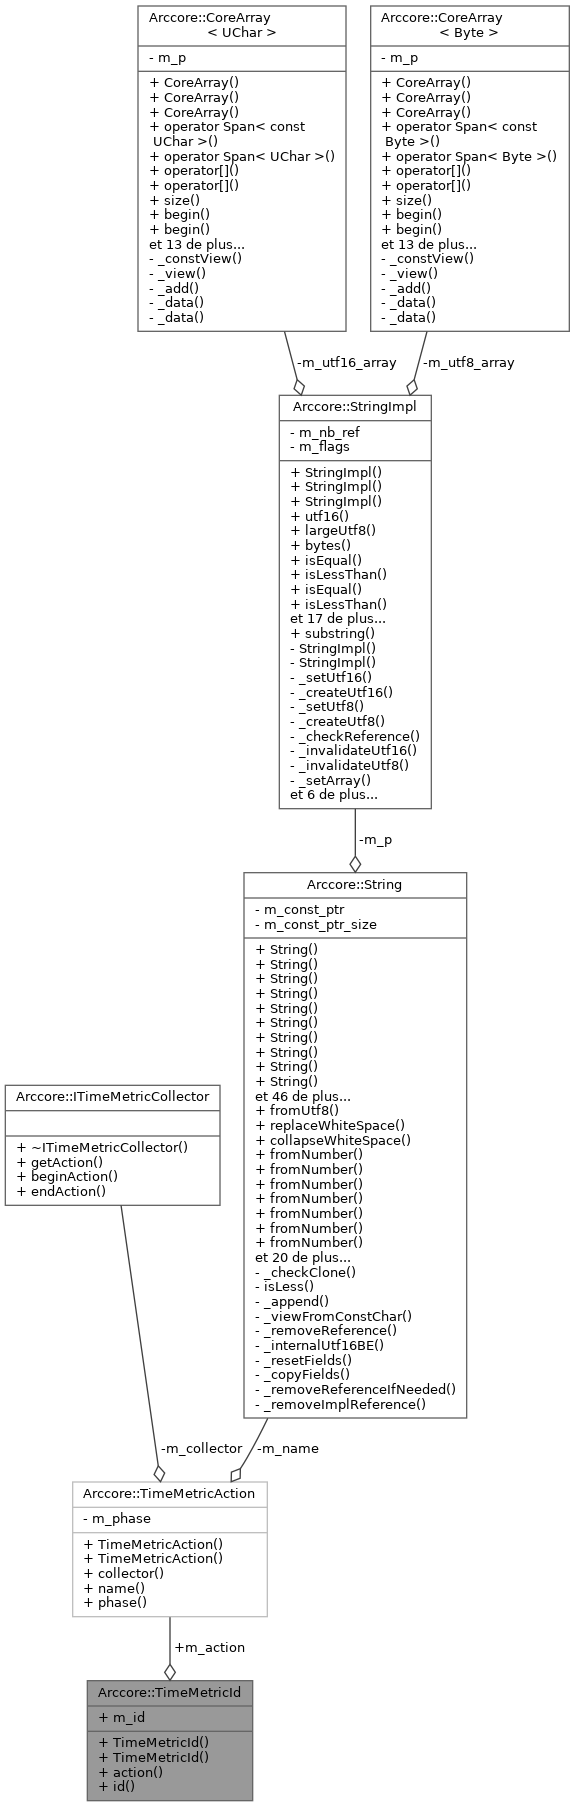 Arccore::CoreArray
< UChar >
- m_p
+ CoreArray()
+ CoreArray()
+ CoreArray()
+ operator Span< const
UChar >()
+ operator Span< UChar >()
+ operator[]()
+ operator[]()
+ size()
+ begin()
+ begin()
et 13 de plus...
- _constView()
- _view()
- _add()
- _data()
- _data()
Arccore::CoreArray
< Byte >
- m_p
+ CoreArray()
+ CoreArray()
+ CoreArray()
+ operator Span< const
Byte >()
+ operator Span< Byte >()
+ operator[]()
+ operator[]()
+ size()
+ begin()
+ begin()
et 13 de plus...
- _constView()
- _view()
- _add()
- _data()
- _data()
-m_utf16_array
-m_utf8_array
Arccore::StringImpl
- m_nb_ref
- m_flags
+ StringImpl()
+ StringImpl()
+ StringImpl()
+ utf16()
+ largeUtf8()
+ bytes()
+ isEqual()
+ isLessThan()
+ isEqual()
+ isLessThan()
et 17 de plus...
+ substring()
- StringImpl()
- StringImpl()
- _setUtf16()
- _createUtf16()
- _setUtf8()
- _createUtf8()
- _checkReference()
- _invalidateUtf16()
- _invalidateUtf8()
- _setArray()
et 6 de plus...
-m_p
Arccore::String
- m_const_ptr
- m_const_ptr_size
+ String()
+ String()
+ String()
+ String()
+ String()
+ String()
+ String()
+ String()
+ String()
+ String()
et 46 de plus...
+ fromUtf8()
+ replaceWhiteSpace()
+ collapseWhiteSpace()
+ fromNumber()
+ fromNumber()
+ fromNumber()
+ fromNumber()
+ fromNumber()
+ fromNumber()
+ fromNumber()
et 20 de plus...
- _checkClone()
- isLess()
- _append()
- _viewFromConstChar()
- _removeReference()
- _internalUtf16BE()
- _resetFields()
- _copyFields()
- _removeReferenceIfNeeded()
- _removeImplReference()
Arccore::ITimeMetricCollector
+ ~ITimeMetricCollector()
+ getAction()
+ beginAction()
+ endAction()
-m_collector
-m_name
Arccore::TimeMetricAction
- m_phase
+ TimeMetricAction()
+ TimeMetricAction()
+ collector()
+ name()
+ phase()
+m_action
Arccore::TimeMetricId
+ m_id
+ TimeMetricId()
+ TimeMetricId()
+ action()
+ id()